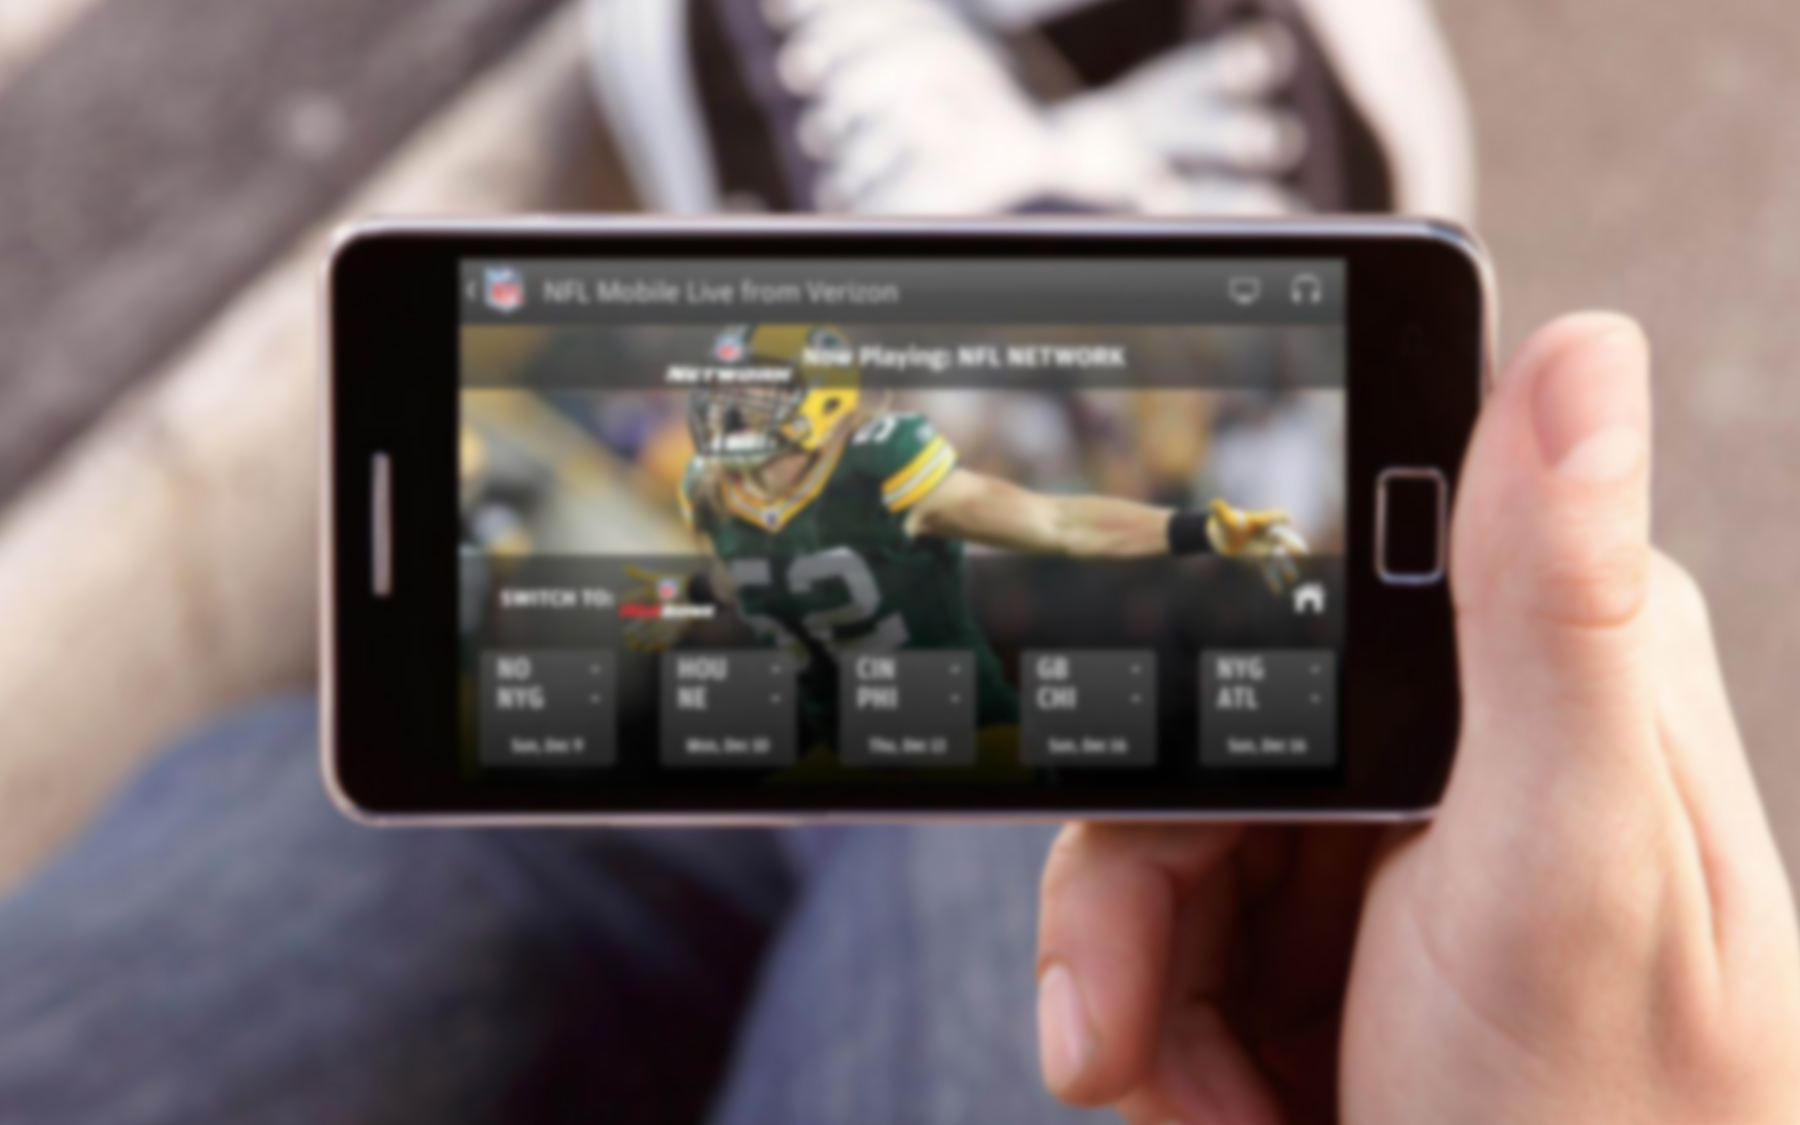 NFL Mobile Live from Verizon
Now Playing: NFL NETWORK
NETWORK
52
SWITCH TO:
NO -
NYG -
Sun, Dec 9
HOU -
NE -
Mon, Dec 10
CIN -
PHI -
Thu, Dec 13
GB -
CHI -
Sun, Dec 16
NYG -
ATL -
Sun, Dec 16